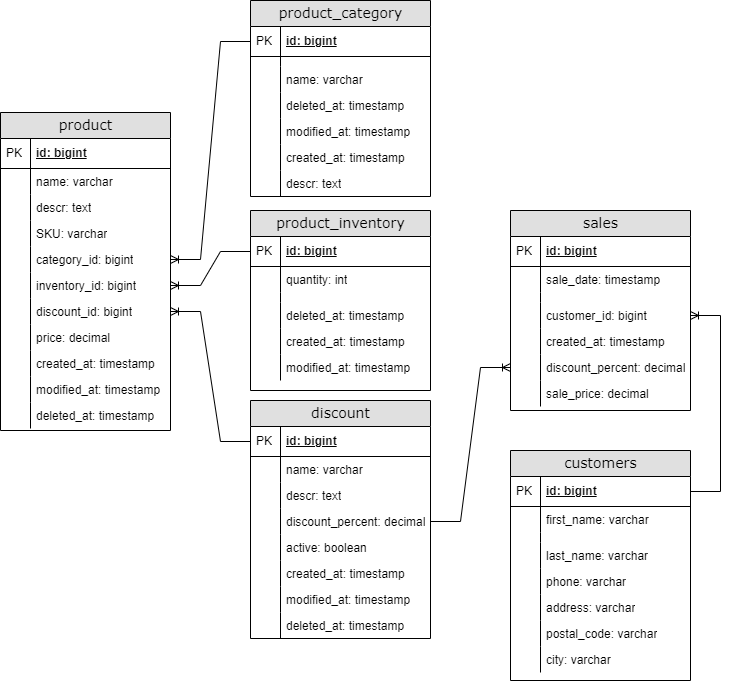 product_category
PK id: bigint
name: varchar
deleted_at: timestamp
modified_at: timestamp
created_at: timestamp
descr: text
product
PK id: bigint
name: varchar
descr: text
SKU: varchar
category_id: bigint
inventory_id: bigint
discount_id: bigint
price: decimal
created_at: timestamp
modified_at: timestamp
deleted_at: timestamp
product_inventory
PK id: bigint
quantity: int
deleted_at: timestamp
created_at: timestamp
modified_at: timestamp
sales
PK id: bigint
sale_date: timestamp
customer_id: bigint
created_at: timestamp
discount_percent: decimal
sale_price: decimal
discount
PK id: bigint
name: varchar
descr: text
discount_percent: decimal
active: boolean
created_at: timestamp
modified_at: timestamp
deleted_at: timestamp
customers
PK id: bigint
first_name: varchar
last_name: varchar
phone: varchar
address: varchar
postal_code: varchar
city: varchar